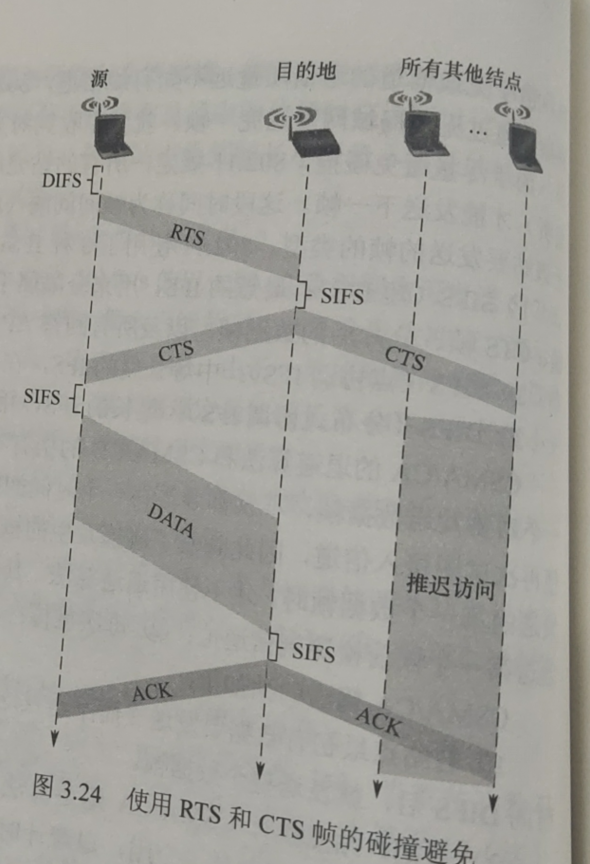 源
目的地
所有其他结点
...
DIFS
RTS
SIFS
CTS
CTS
SIFS
DATA
推迟访问
SIFS
ACK
ACK
图 3.24 使用 RTS 和 CTS 帧的碰撞避免